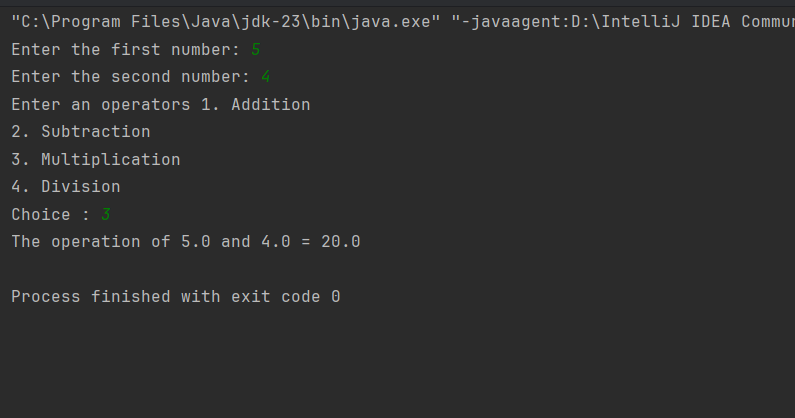 "C:\Program Files\Java\jdk-23\bin\java.exe" "-javaagent:D:\IntelliJ IDEA Commun
Enter the first number: 5
Enter the second number: 4
Enter an operators 1. Addition
2. Subtraction
3. Multiplication
4. Division
Choice : 3
The operation of 5.0 and 4.0 = 20.0
Process finished with exit code 0